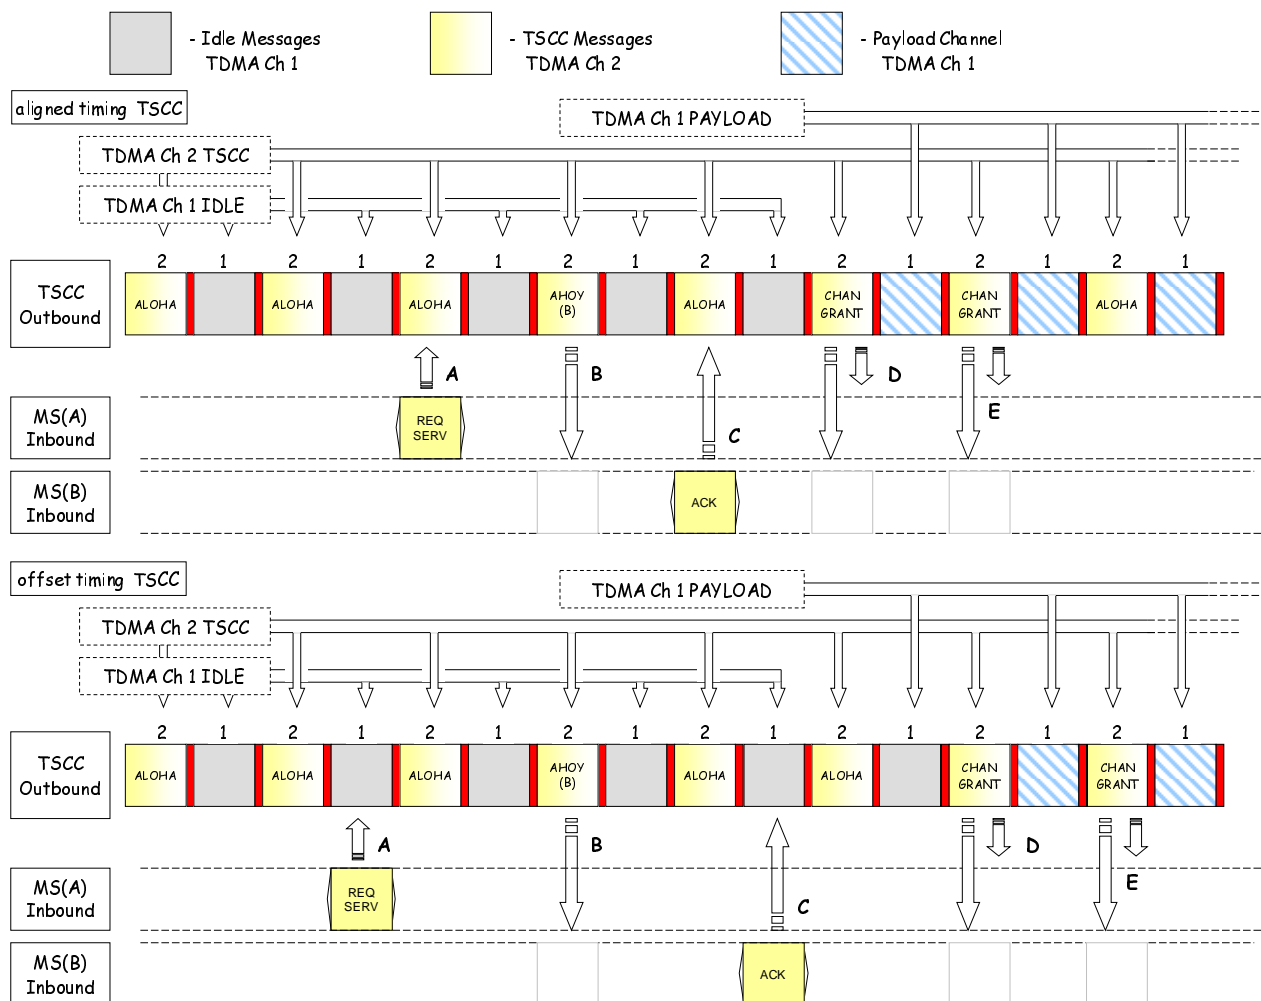 - Idle Messages
TDMA Ch 1
- TSCC Messages
TDMA Ch 2
- Payload Channel
TDMA Ch 1
aligned timing TSCC
TDMA Ch 1 PAYLOAD
TDMA Ch 2 TSCC
TDMA Ch 1 IDLE
2 1 2 1 2 1 2 1 2 1 2 1 2 1 2 1
TSCC
Outbound
ALOHA
ALOHA
ALOHA
AHOY
(B)
ALOHA
CHAN
GRANT
CHAN
GRANT
ALOHA
A
B
C
D
E
MS(A)
Inbound
REQ
SERV
MS(B)
Inbound
ACK
offset timing TSCC
TDMA Ch 1 PAYLOAD
TDMA Ch 2 TSCC
TDMA Ch 1 IDLE
2 1 2 1 2 1 2 1 2 1 2 1 2 1 2 1
TSCC
Outbound
ALOHA
ALOHA
ALOHA
AHOY
(B)
ALOHA
ALOHA
CHAN
GRANT
CHAN
GRANT
A
B
C
D
E
MS(A)
Inbound
REQ
SERV
MS(B)
Inbound
ACK